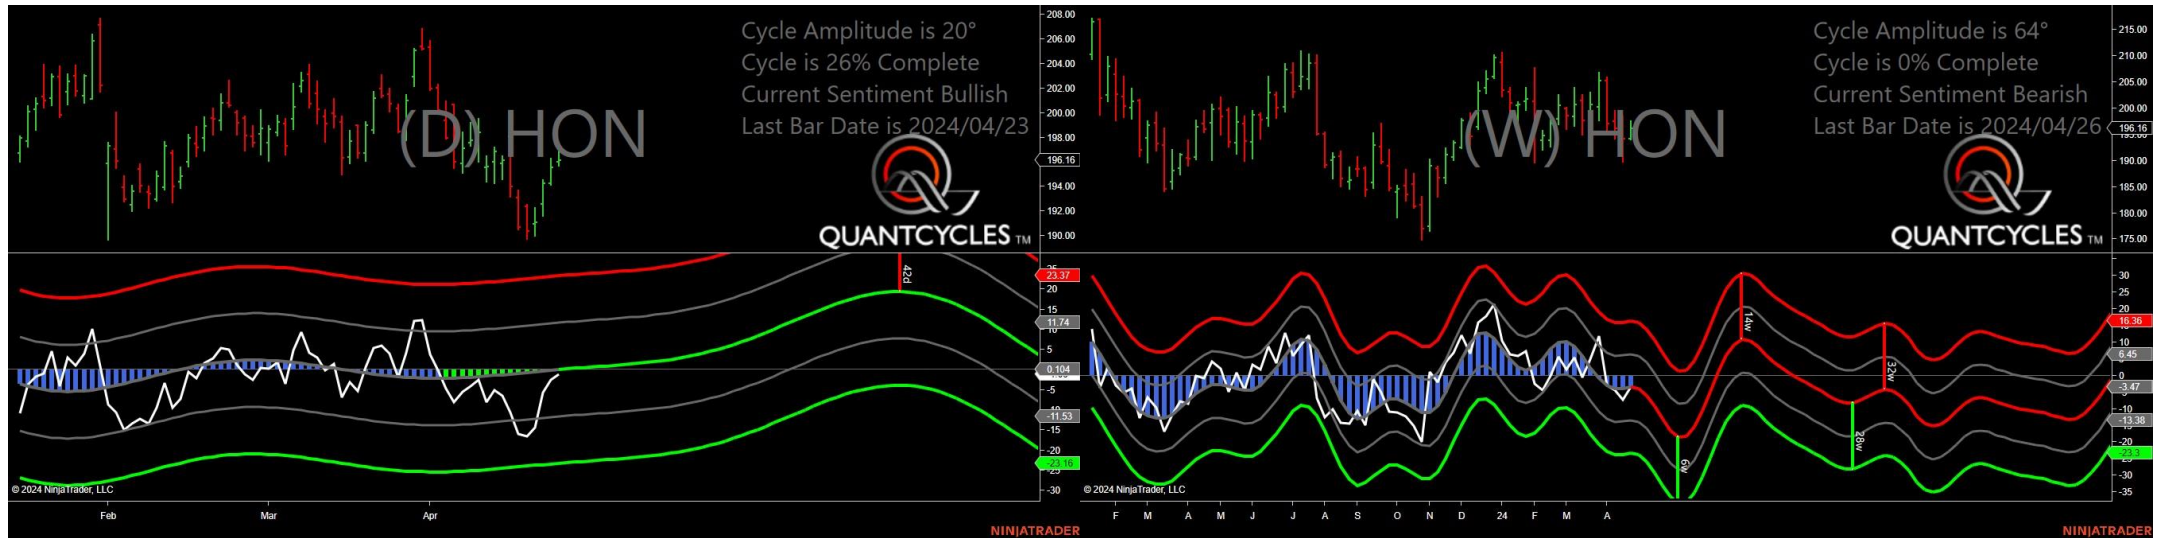 Cycle Amplitude is 20°
Cycle is 26% Complete
Current Sentiment Bullish
Last Bar Date is 2024/04/23
(D) HON
QUANTCYCLES TM
208.00
206.00
204.00
202.00
200.00
198.00
196.16
194.00
192.00
190.00
42d
25
23.37
20
15
11.74
10
5
0.104
-5
-11.53
-15
-20
-23.16
-25
-30
© 2024 NinjaTrader, LLC
Feb Mar Apr
NINJATRADER
Cycle Amplitude is 64°
Cycle is 0% Complete
Current Sentiment Bearish
Last Bar Date is 2024/04/26
(W) HON
QUANTCYCLES TM
215.00
210.00
205.00
200.00
196.16
195.00
190.00
185.00
180.00
175.00
14w
32w
6w
28w
30
25
20
16.36
6.45
0
-3.47
-10
-13.38
-20
-23.3
-30
-35
© 2024 NinjaTrader, LLC
F M A M J J A S O N D 24 F M A
NINJATRADER